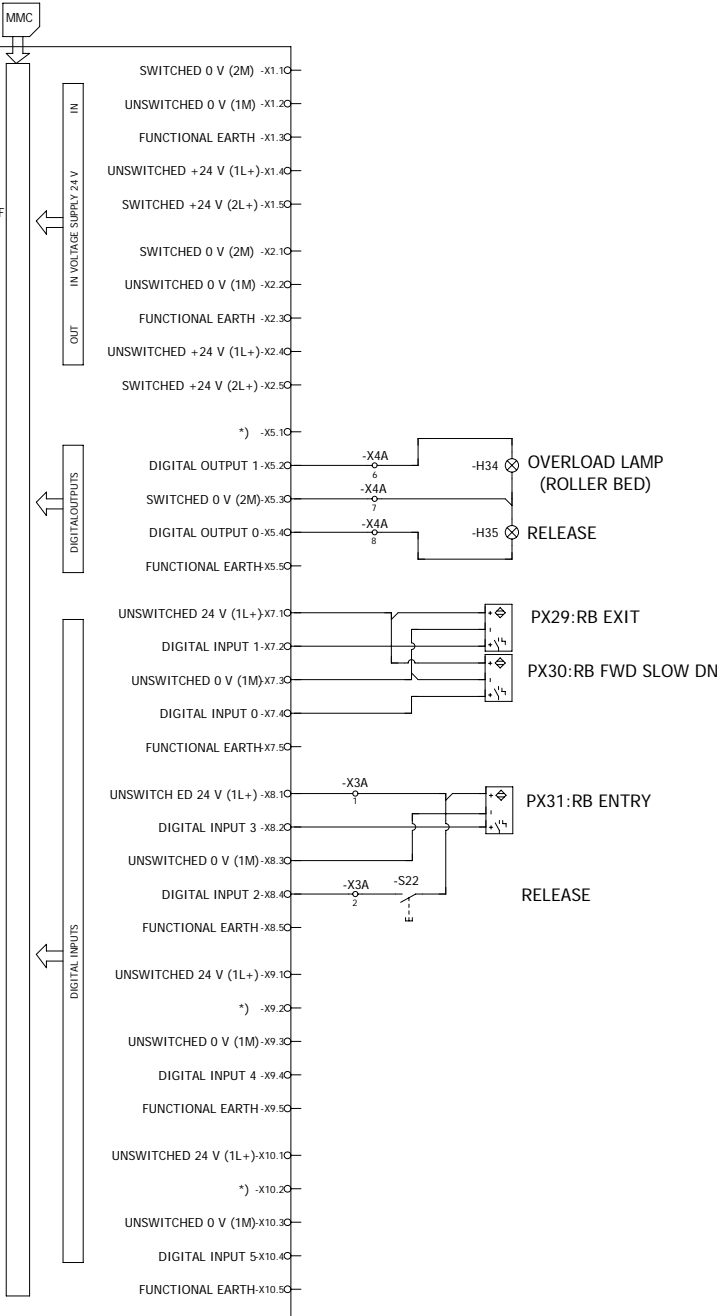 MMC
F
IN
IN VOLTAGE SUPPLY 24 V
OUT
SWITCHED 0 V (2M) -X1.1
UNSWITCHED 0 V (1M) -X1.2
FUNCTIONAL EARTH -X1.3
UNSWITCHED +24 V (1L+)-X1.4
SWITCHED +24 V (2L+) -X1.5
SWITCHED 0 V (2M) -X2.1
UNSWITCHED 0 V (1M) -X2.2
FUNCTIONAL EARTH -X2.3
UNSWITCHED +24 V (1L+)-X2.4
SWITCHED +24 V (2L+) -X2.5
DIGITALOUTPUTS
*) -X5.1
DIGITAL OUTPUT 1-X5.2
-X4A
6
-H34
OVERLOAD LAMP
(ROLLER BED)
SWITCHED 0 V (2M)-X5.3
-X4A
7
DIGITAL OUTPUT 0-X5.4
-X4A
8
-H35
RELEASE
FUNCTIONAL EARTH-X5.5
DIGITAL INPUTS
UNSWITCHED 24 V (1L+)-X7.1
+
-
+
PX29:RB EXIT
DIGITAL INPUT 1-X7.2
UNSWITCHED 0 V (1M)-X7.3
+
-
+
PX30:RB FWD SLOW DN
DIGITAL INPUT 0-X7.4
FUNCTIONAL EARTH-X7.5
UNSWITCH ED 24 V (1L+) -X8.1
-X3A
1
+
-
+
PX31:RB ENTRY
DIGITAL INPUT 3 -X8.2
UNSWITCHED 0 V (1M)-X8.3
DIGITAL INPUT 2-X8.4
-X3A
2
-S22
RELEASE
FUNCTIONAL EARTH -X8.5
UNSWITCHED 24 V (1L+)-X9.1
*) -X9.2
UNSWITCHED 0 V (1M)-X9.3
DIGITAL INPUT 4 -X9.4
FUNCTIONAL EARTH-X9.5
UNSWITCHED 24 V (1L+)-X10.1
*) -X10.2
UNSWITCHED 0 V (1M)-X10.3
DIGITAL INPUT 5-X10.4
FUNCTIONAL EARTH-X10.5